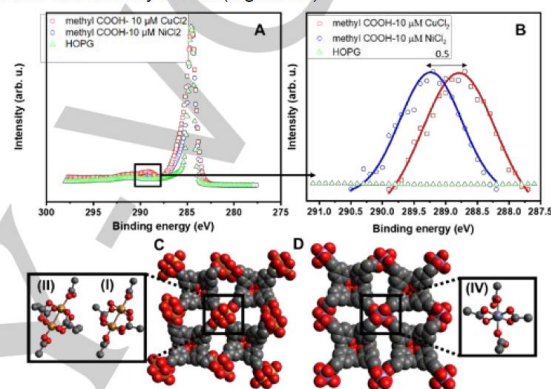 A
methyl COOH-10 µM CuCl2
methyl COOH-10 µM NiCl2
HOPG
Intensity (arb. u.)
300 295 290 285 280 275
Binding energy (eV)
B
methyl COOH-10 µM CuCl₂
methyl COOH-10 µM NiCl₂
HOPG
0.5
Intensity (arb. u.)
291.0 290.5 290.0 289.5 289.0 288.5 288.0 287.5
Binding energy (eV)
C
D
(II) (I)
(IV)